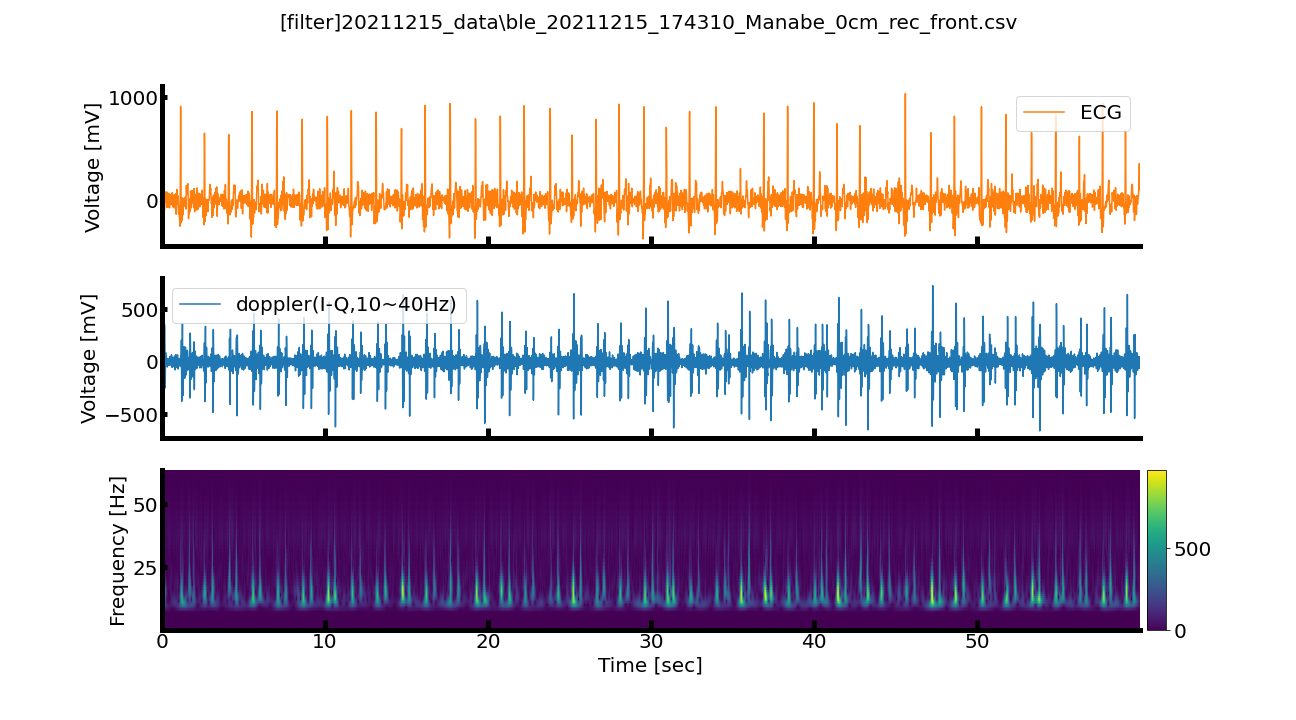 [filter]20211215_data\ble_20211215_174310_Manabe_0cm_rec_front.csv
Voltage [mV]
1000
0
ECG
Voltage [mV]
500
0
−500
doppler(I-Q,10~40Hz)
Frequency [Hz]
50
25
500
0
0
10
20
30
40
50
Time [sec]